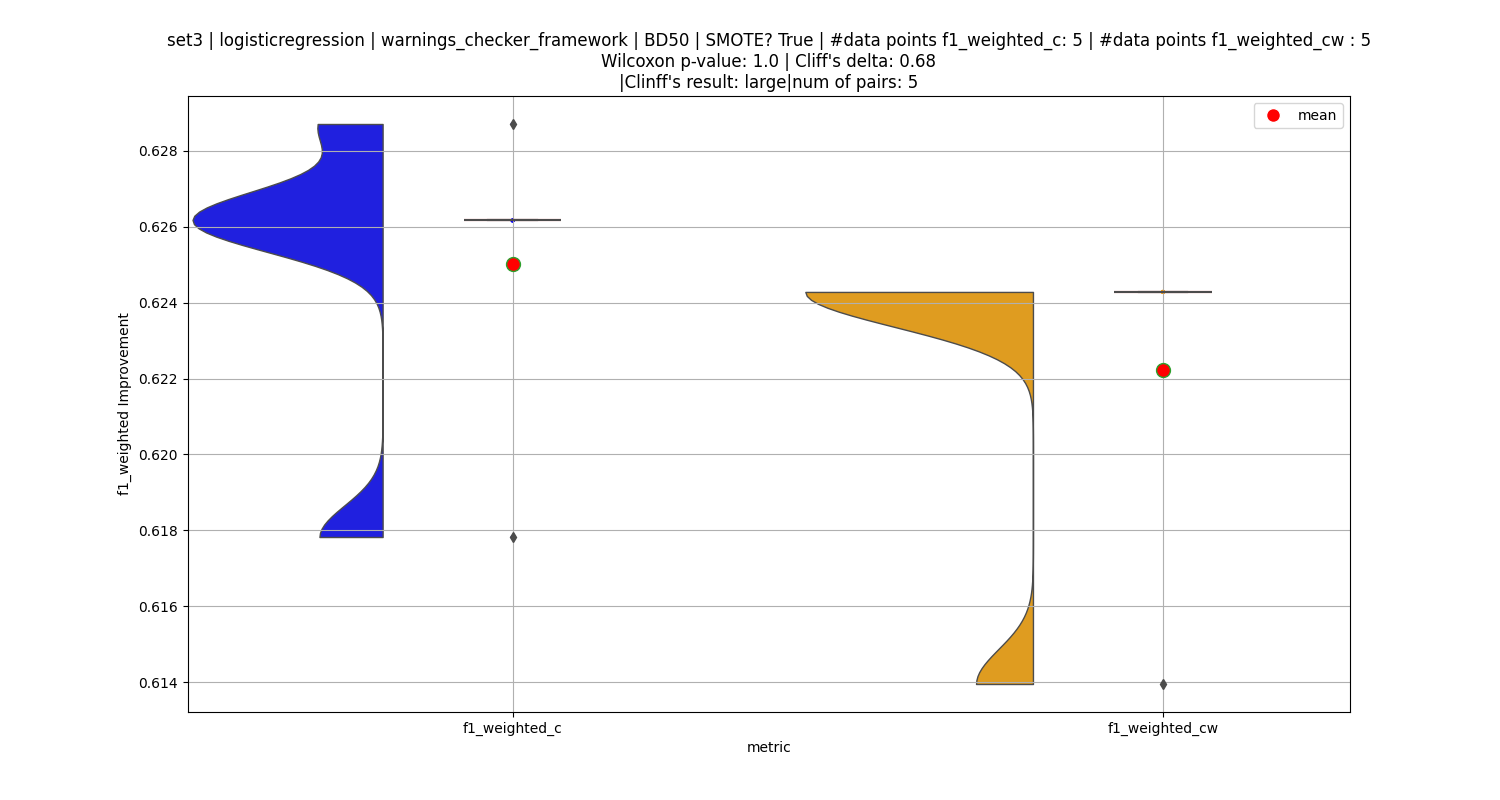 set3 | logisticregression | warnings_checker_framework | BD50 | SMOTE? True | #data points f1_weighted_c: 5 | #data points f1_weighted_cw : 5
Wilcoxon p-value: 1.0 | Cliff's delta: 0.68
|Clinff's result: large|num of pairs: 5
mean
0.628
0.626
0.624
0.622
0.620
0.618
0.616
0.614
f1_weighted Improvement
f1_weighted_c
f1_weighted_cw
metric